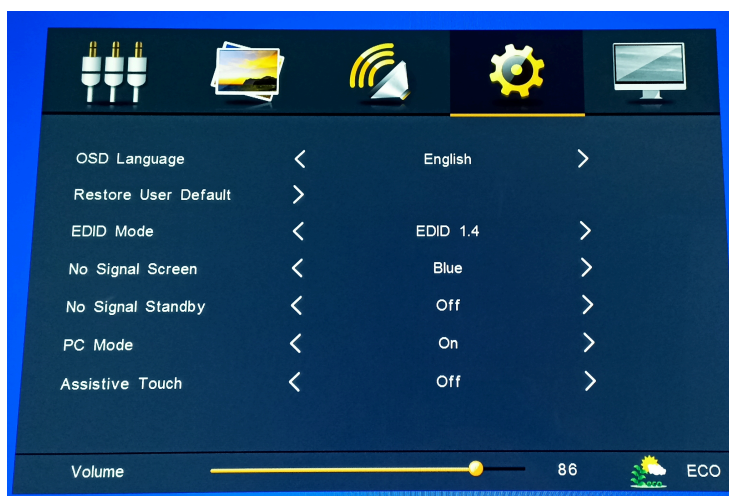 OSD Language English
Restore User Default
EDID Mode EDID 1.4
No Signal Screen Blue
No Signal Standby Off
PC Mode On
Assistive Touch Off
Volume 86 eco ECO